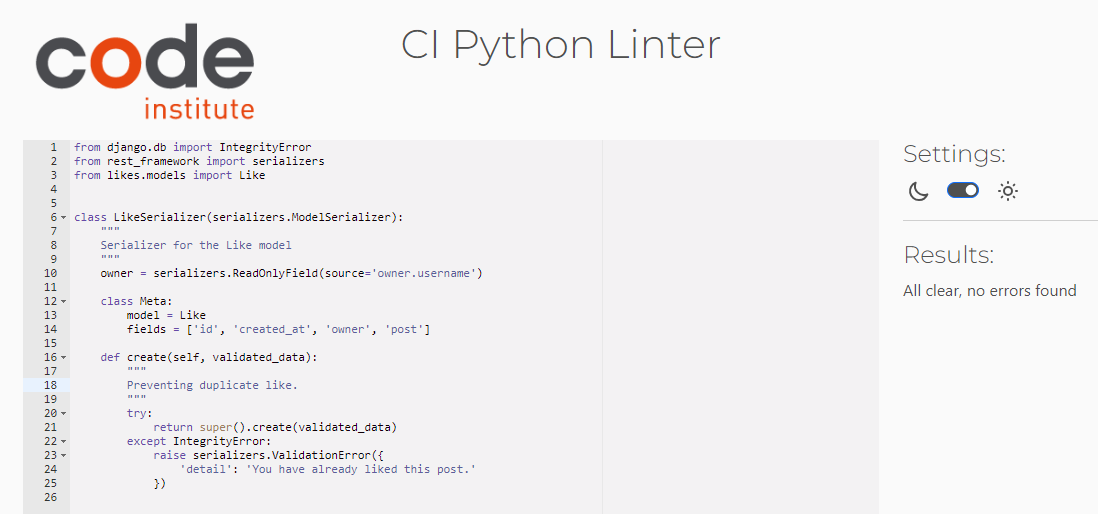 code
institute
CI Python Linter
1 from django.db import IntegrityError
2 from rest_framework import serializers
3 from likes.models import Like
4
5
6 class LikeSerializer(serializers.ModelSerializer):
7     """
8     Serializer for the Like model
9     """
10     owner = serializers.ReadOnlyField(source='owner.username')
11
12     class Meta:
13         model = Like
14         fields = ['id', 'created_at', 'owner', 'post']
15
16     def create(self, validated_data):
17         """
18         Preventing duplicate like.
19         """
20         try:
21             return super().create(validated_data)
22         except IntegrityError:
23             raise serializers.ValidationError({
24                 'detail': 'You have already liked this post.'
25             })
26
Settings:
Results:
All clear, no errors found